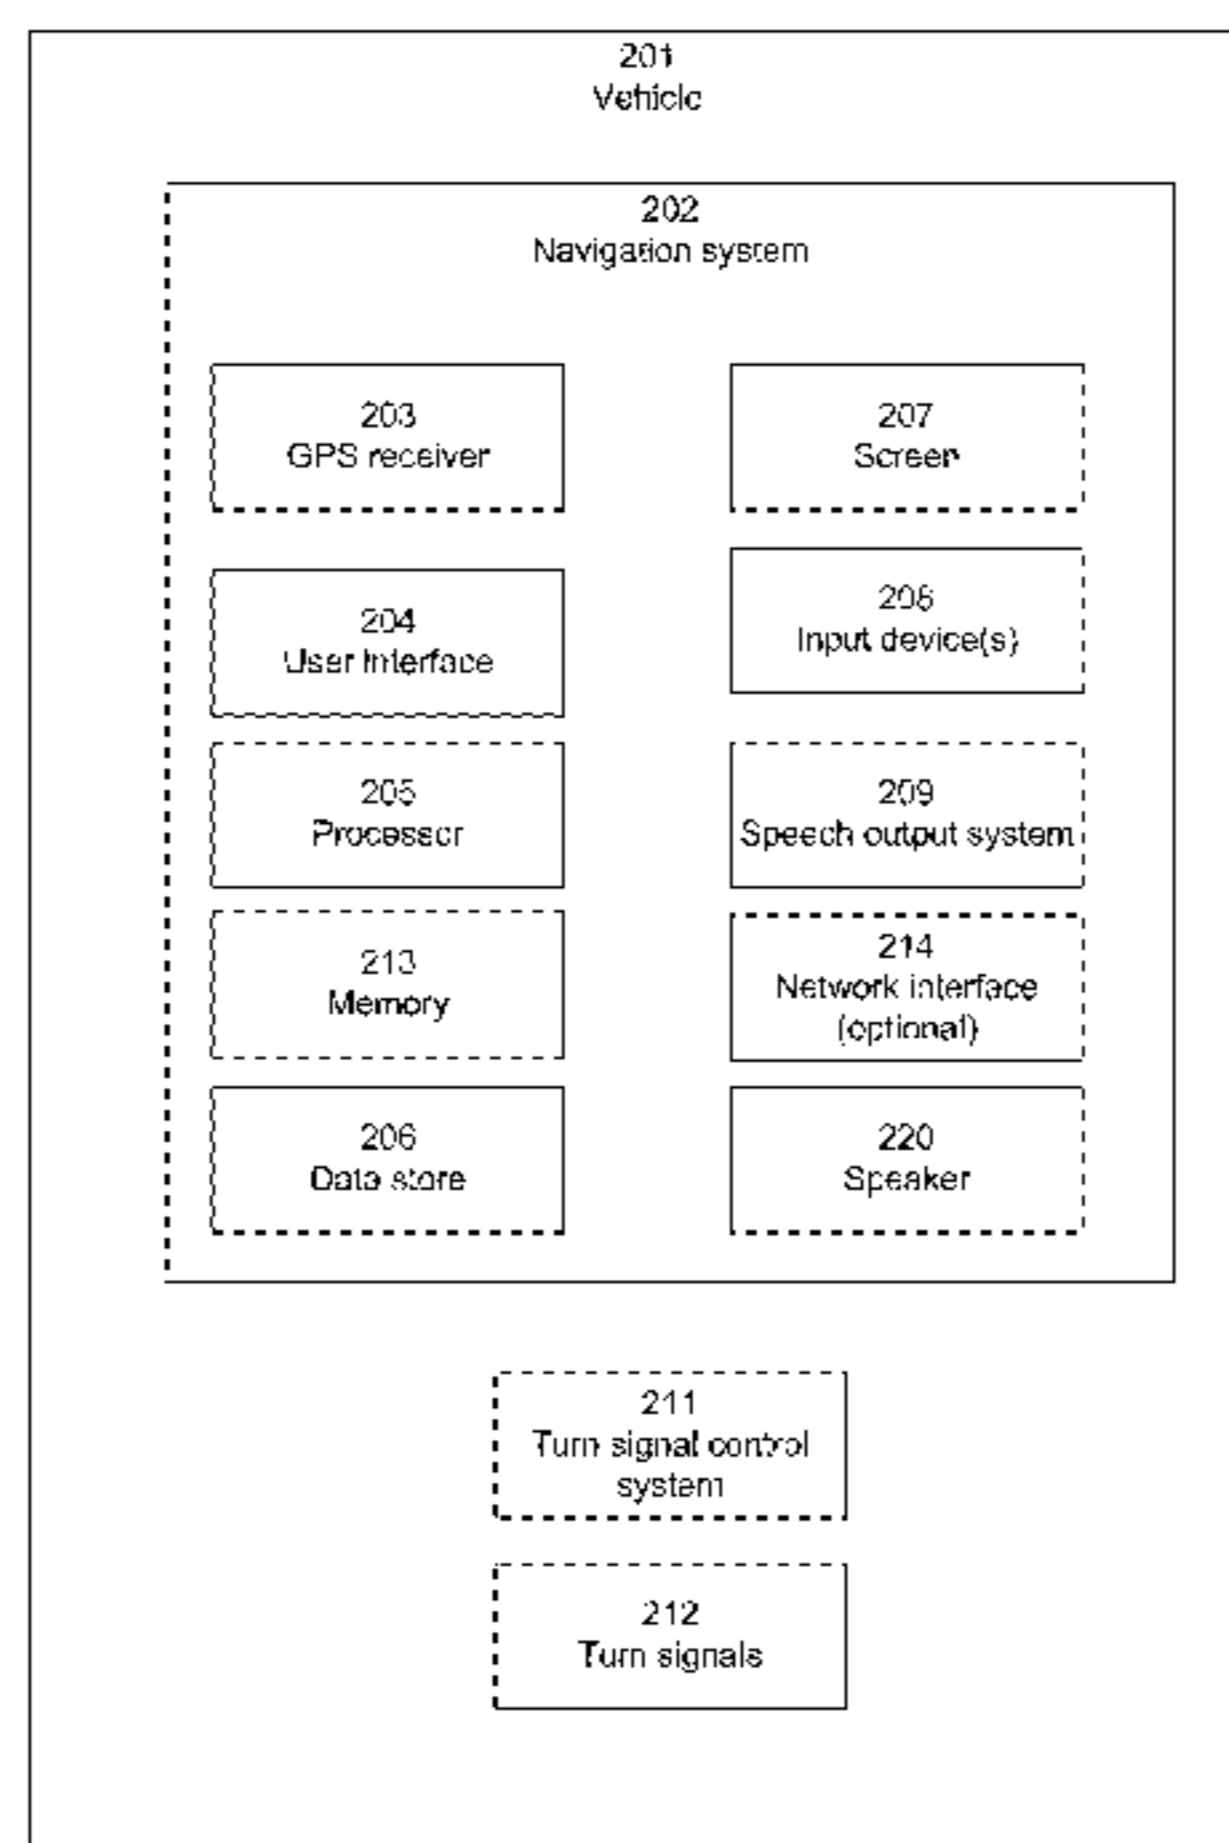 201
Vehicle
202
Navigation system
203
GPS receiver
207
Screen
204
User Interface
208
Input device(s)
205
Processor
209
Speech output system
213
Memory
214
Network interface
(optional)
206
Data store
220
Speaker
211
Turn signal control
system
212
Turn signals